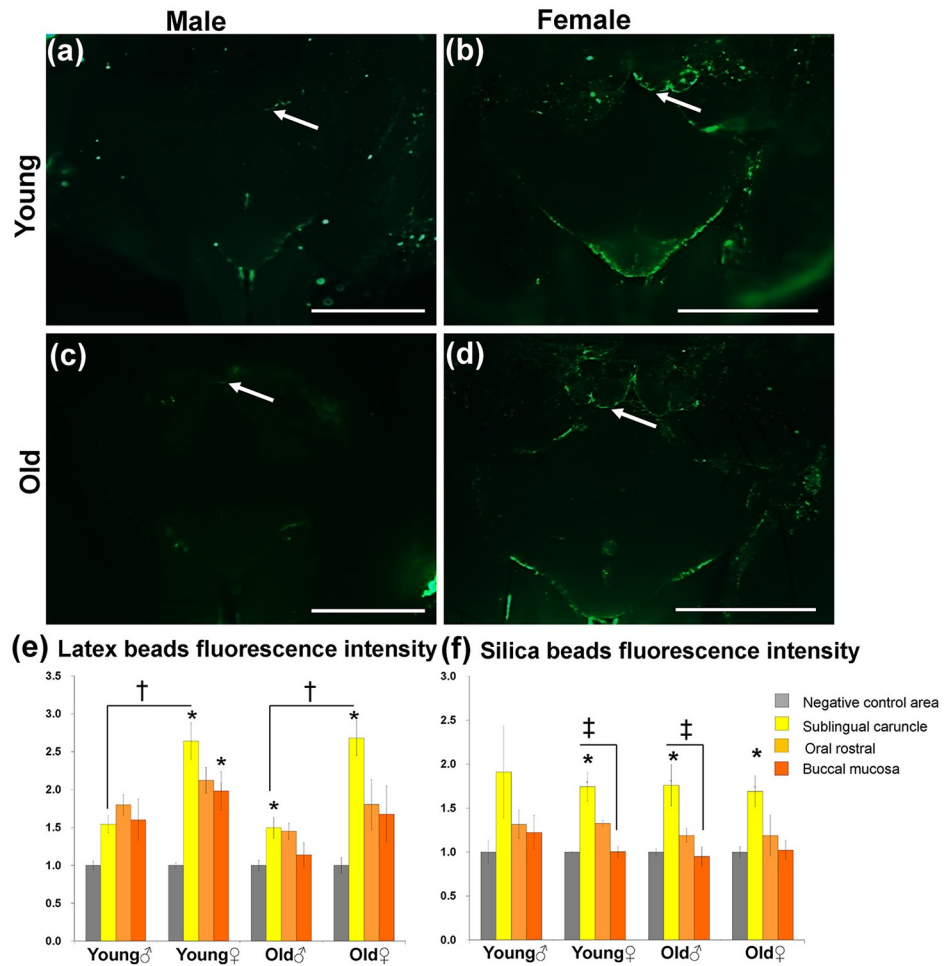 Male Female
(a) (b)
Young
(c) (d)
Old
(e) Latex beads fluorescence intensity
3.5
3.0
2.5
2.0
1.5
1.0
0.5
0.0
† †
* * * *
Young♂ Young♀ Old♂ Old♀
(f) Silica beads fluorescence intensity
3.0
2.5
2.0
1.5
1.0
0.5
0.0
‡ ‡
* * *
Young♂ Young♀ Old♂ Old♀
Negative control area
Sublingual caruncle
Oral rostral
Buccal mucosa